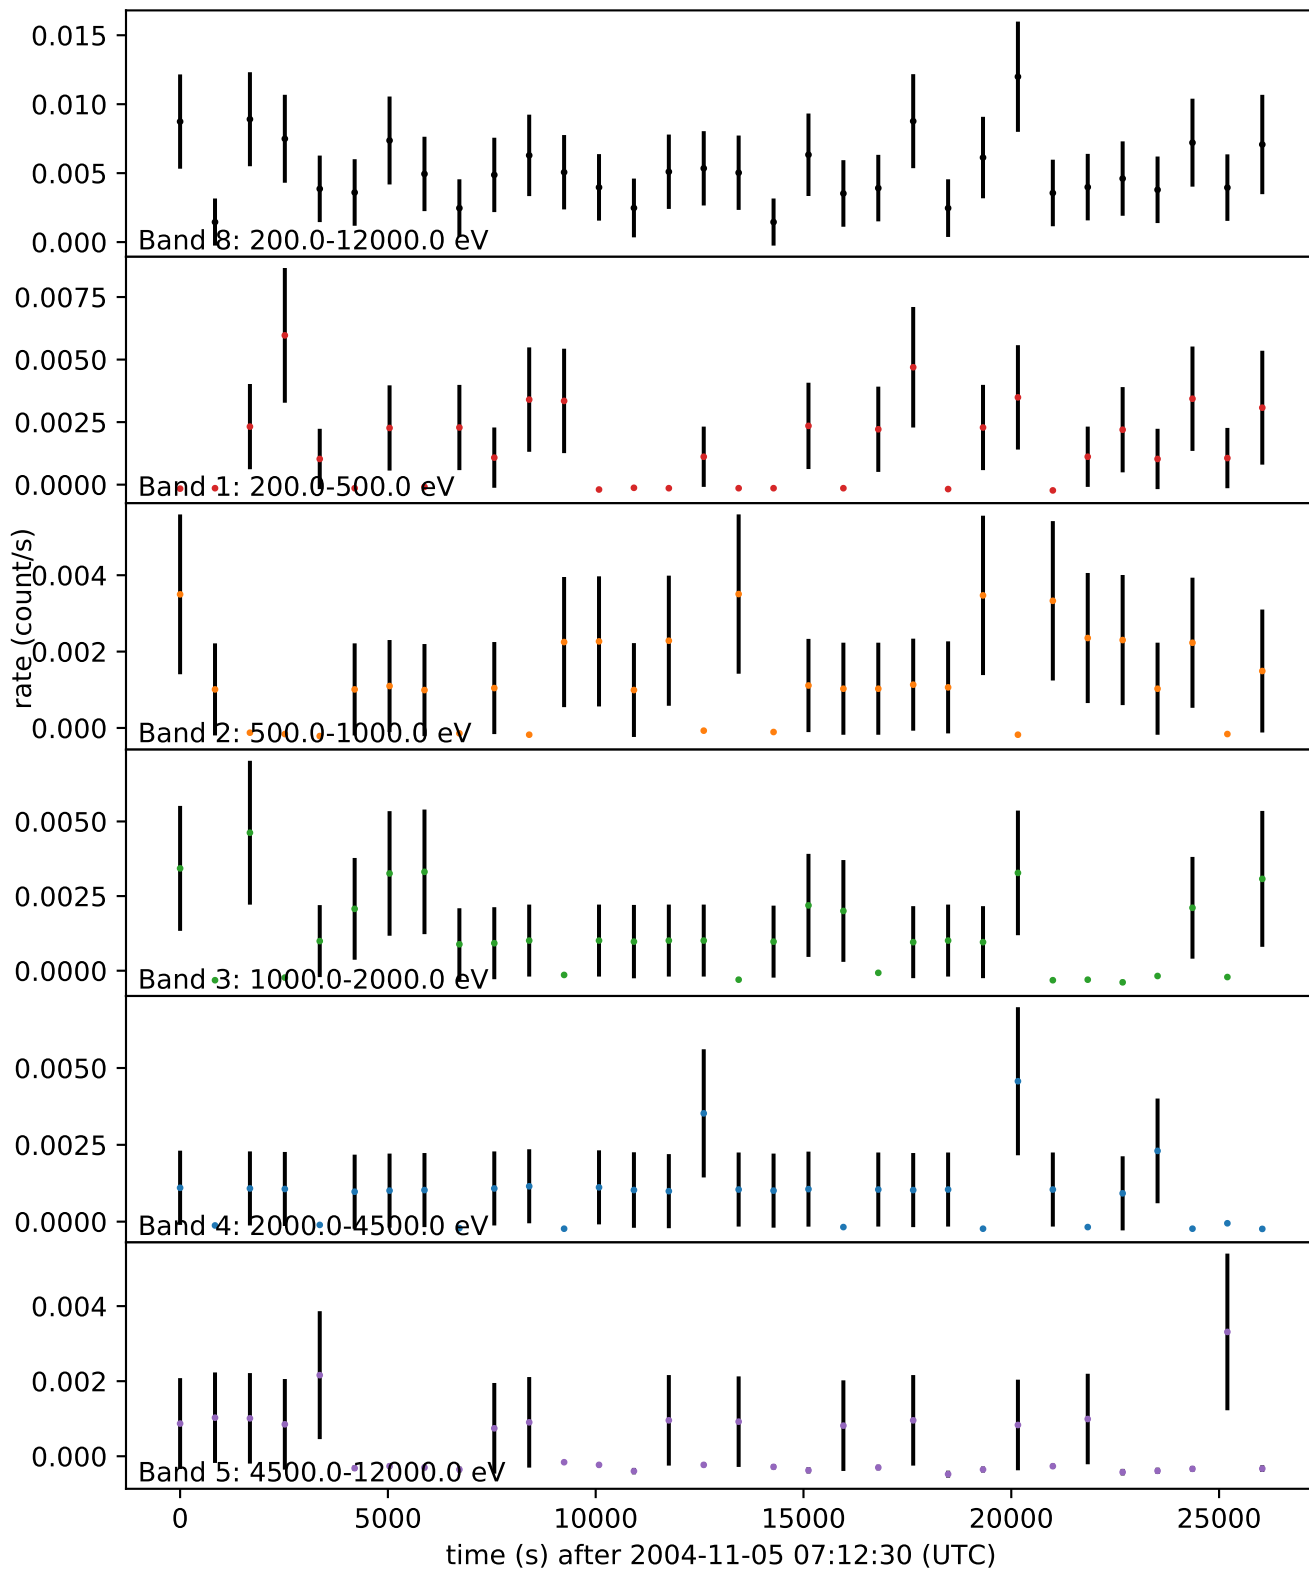 0.015
0.010
0.005
0.000
Band 8: 200.0-12000.0 eV
0.0075
0.0050
0.0025
0.0000
Band 1: 200.0-500.0 eV
rate (count/s)
0.004
0.002
0.000
Band 2: 500.0-1000.0 eV
0.0050
0.0025
0.0000
Band 3: 1000.0-2000.0 eV
0.0050
0.0025
0.0000
Band 4: 2000.0-4500.0 eV
0.004
0.002
0.000
Band 5: 4500.0-12000.0 eV
0 5000 10000 15000 20000 25000
time (s) after 2004-11-05 07:12:30 (UTC)